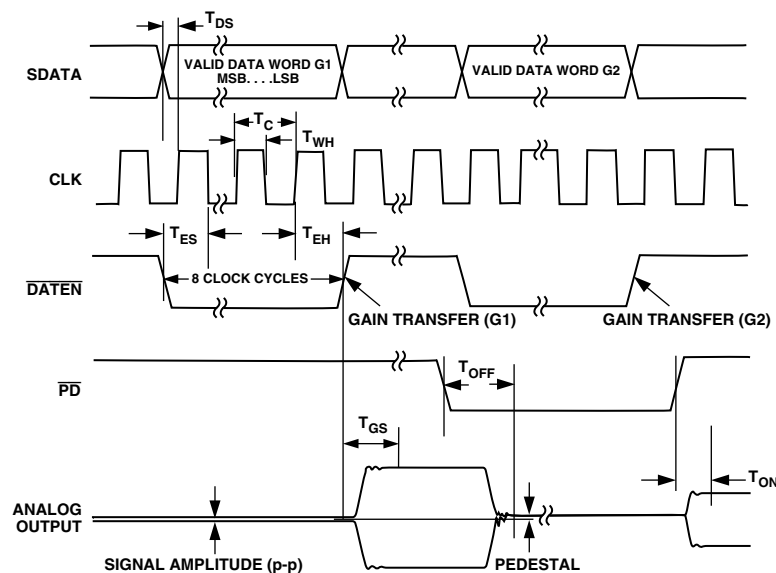 TDS
SDATA
VALID DATA WORD G1
MSB. . . .LSB
VALID DATA WORD G2
TC
TWH
CLK
TES
TEH
DATEN
8 CLOCK CYCLES
GAIN TRANSFER (G1)
GAIN TRANSFER (G2)
PD
TOFF
TGS
TON
ANALOG
OUTPUT
SIGNAL AMPLITUDE (p-p)
PEDESTAL